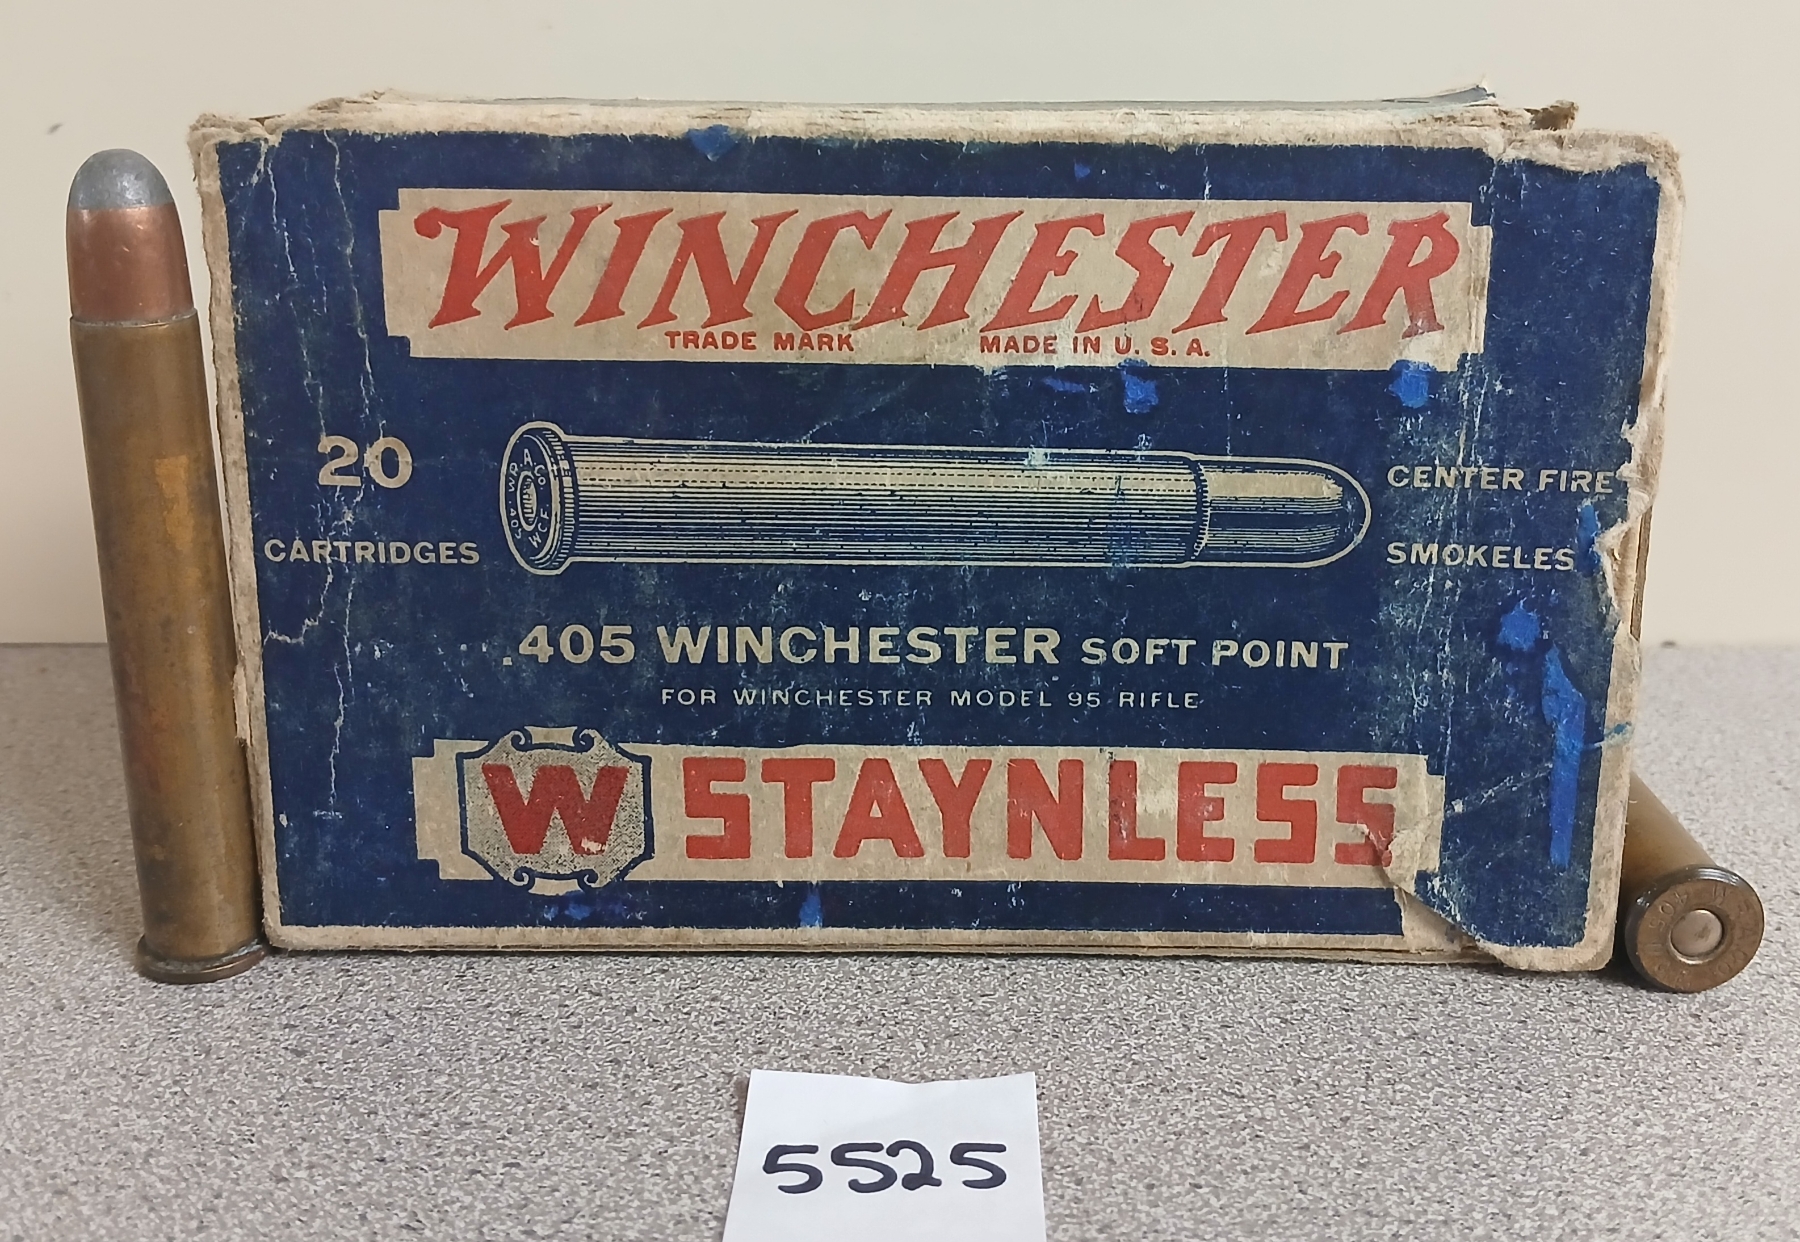 WINCHESTER
TRADE MARK MADE IN U. S. A.
20
CARTRIDGES
W.R.A. CO.
W.C.F.
CENTER FIRE
SMOKELES
.405 WINCHESTER SOFT POINT
FOR WINCHESTER MODEL 95 RIFLE
W STAYNLESS
5525